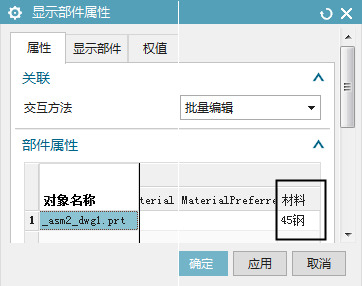 显示部件属性
属性 显示部件 权值
关联
交互方法 批量编辑
部件属性
对象名称 terial MaterialPreferre 材料
1 _asm2_dwg1.prt 45钢
确定 应用 取消